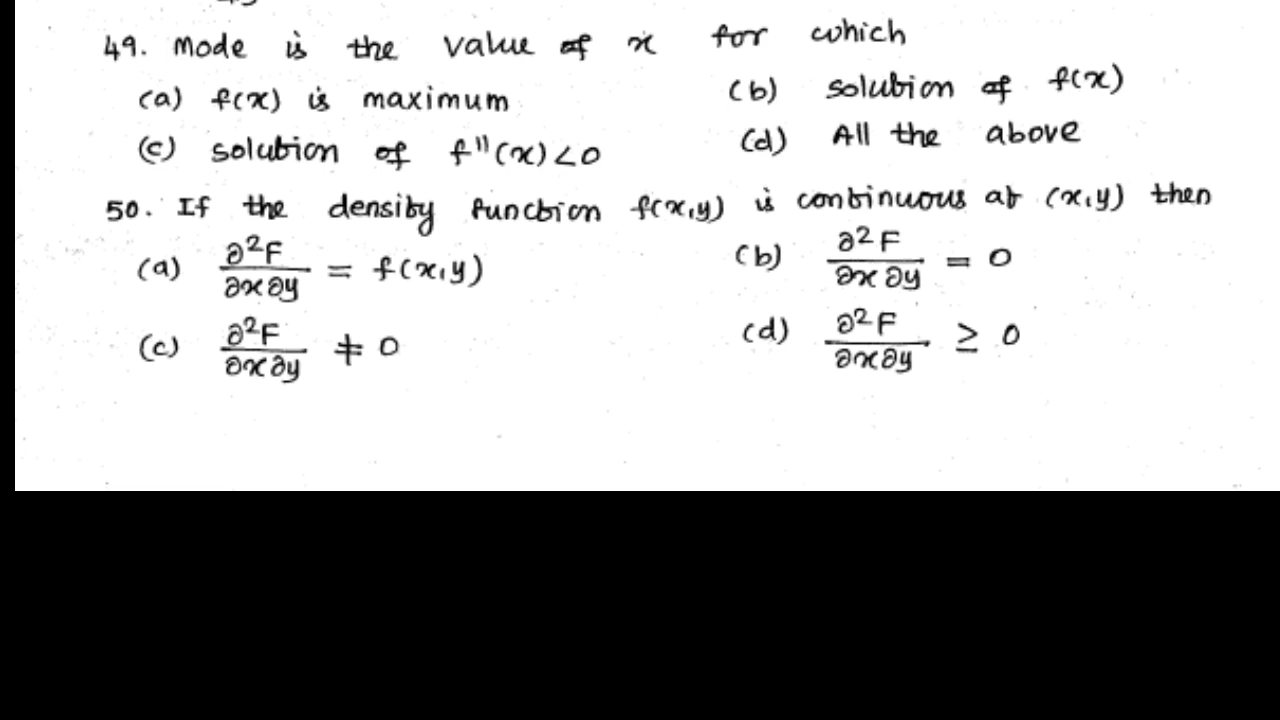 49. Mode is the value of x for which
(a) f(x) is maximum (b) solution of f(x)
(c) solution of f''(x)<0 (d) All the above
50. If the density function f(x,y) is continuous at (x,y) then
(a) ∂²F/∂x∂y = f(x,y) (b) ∂²F/∂x∂y = 0
(c) ∂²F/∂x∂y ≠ 0 (d) ∂²F/∂x∂y ≥ 0